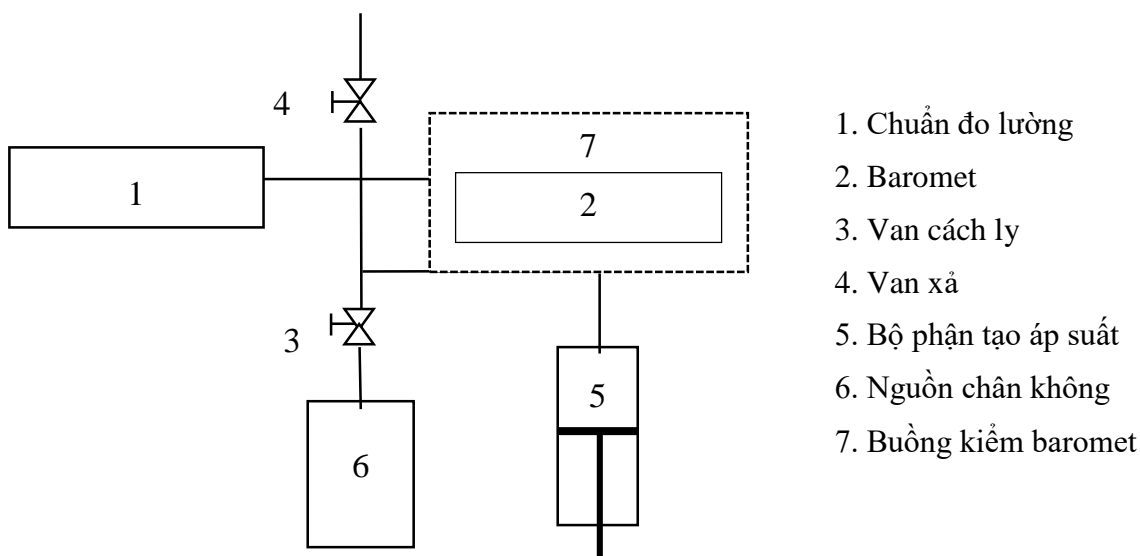 4
7
1
2
3
5
6
1. Chuẩn đo lường
2. Baromet
3. Van cách ly
4. Van xả
5. Bộ phận tạo áp suất
6. Nguồn chân không
7. Buồng kiểm baromet